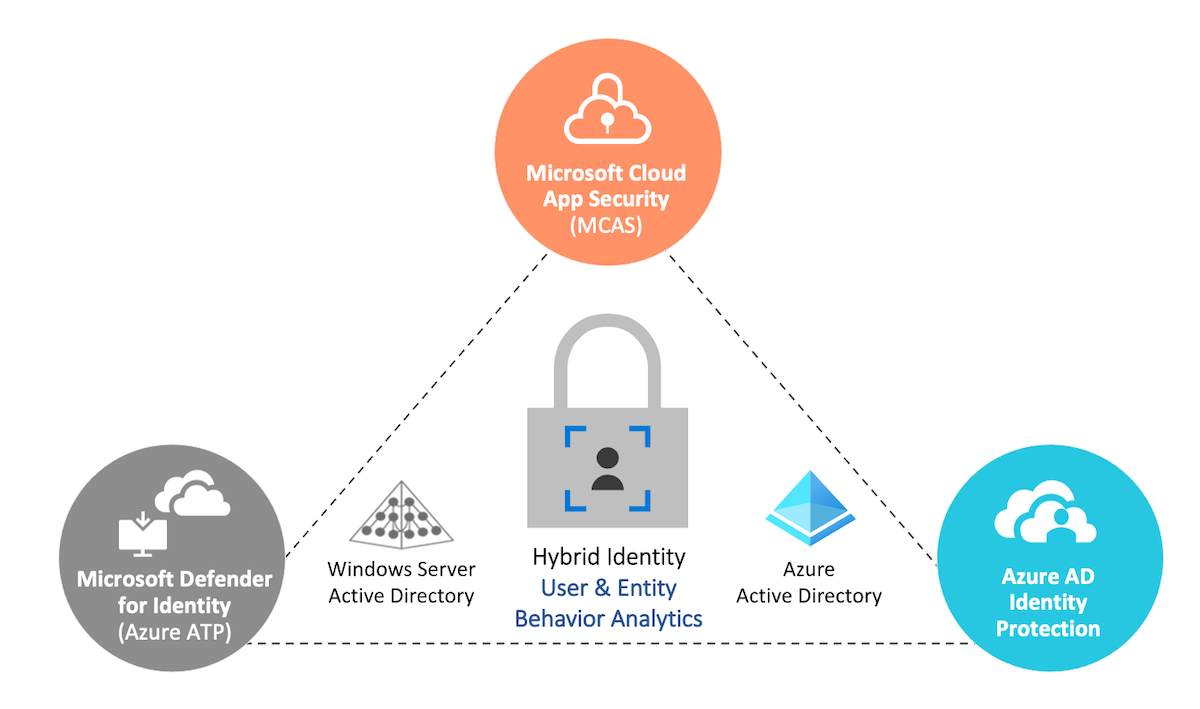 Microsoft Cloud
App Security
(MCAS)
Microsoft Defender
for Identity
(Azure ATP)
Windows Server
Active Directory
Hybrid Identity
User & Entity
Behavior Analytics
Azure
Active Directory
Azure AD
Identity
Protection